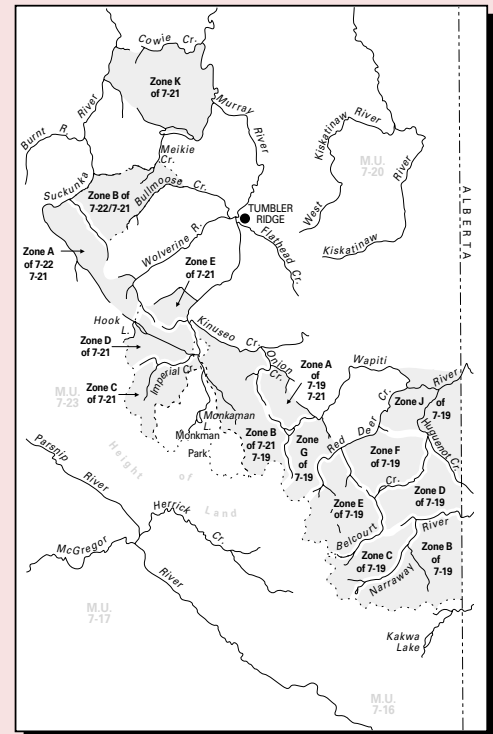 Cowie Cr.
Zone K
of 7-21
Murray
River
River
Burnt R.
Meikie
Cr.
Kiskatinaw River
M.U.
7-20
River
Suckunka
Zone B of
7-22/7-21
Bullmoose Cr.
West
Kiskatinaw
ALBERTA
TUMBLER
RIDGE
Wolverine R.
Flathead Cr.
Zone A
of 7-22
7-21
Zone E
of 7-21
Hook
L.
Kinuseo Cr.
Zone D
of 7-21
Onion
Cr.
Zone A
of
7-19
7-21
Wapiti
River
Imperial Cr.
M.U.
7-23
Zone C
of 7-21
Zone J
of
7-19
Monkaman
L.
Monkman
Park
Zone B
of 7-21
7-19
Zone
G
of
7-19
Red Deer Cr.
Huguenot Cr.
Parsnip
River
Height of Land
Zone F
of 7-19
Cr.
Zone D
of 7-19
Zone E
of 7-19
River
Herrick
Cr.
Belcourt
Zone C
of 7-19
Zone B
of
7-19
Narraway
McGregor
River
M.U.
7-17
Kakwa
Lake
M.U.
7-16